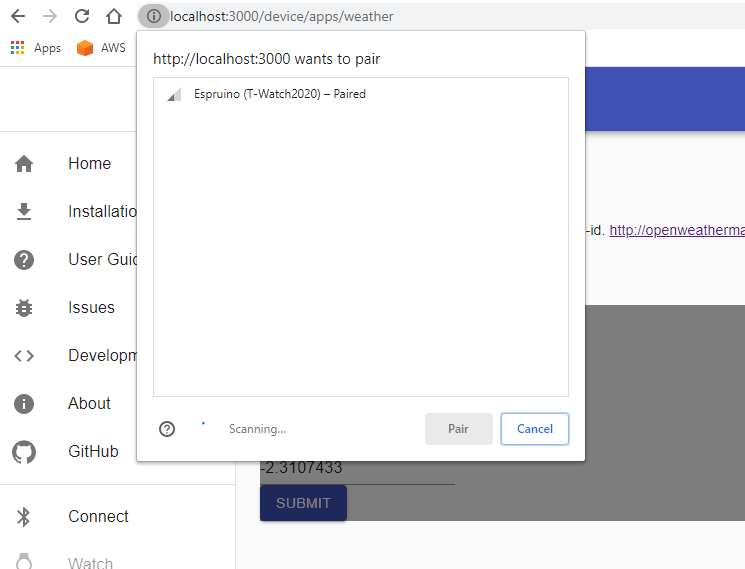 localhost:3000/device/apps/weather
Apps AWS
http://localhost:3000 wants to pair
Espruino (T-Watch2020) – Paired
Scanning...
Pair
Cancel
Home
Installatio
User Guid
Issues
Developm
About
GitHub
Connect
Watch
-id. http://openweatherma
-2.3107433
SUBMIT